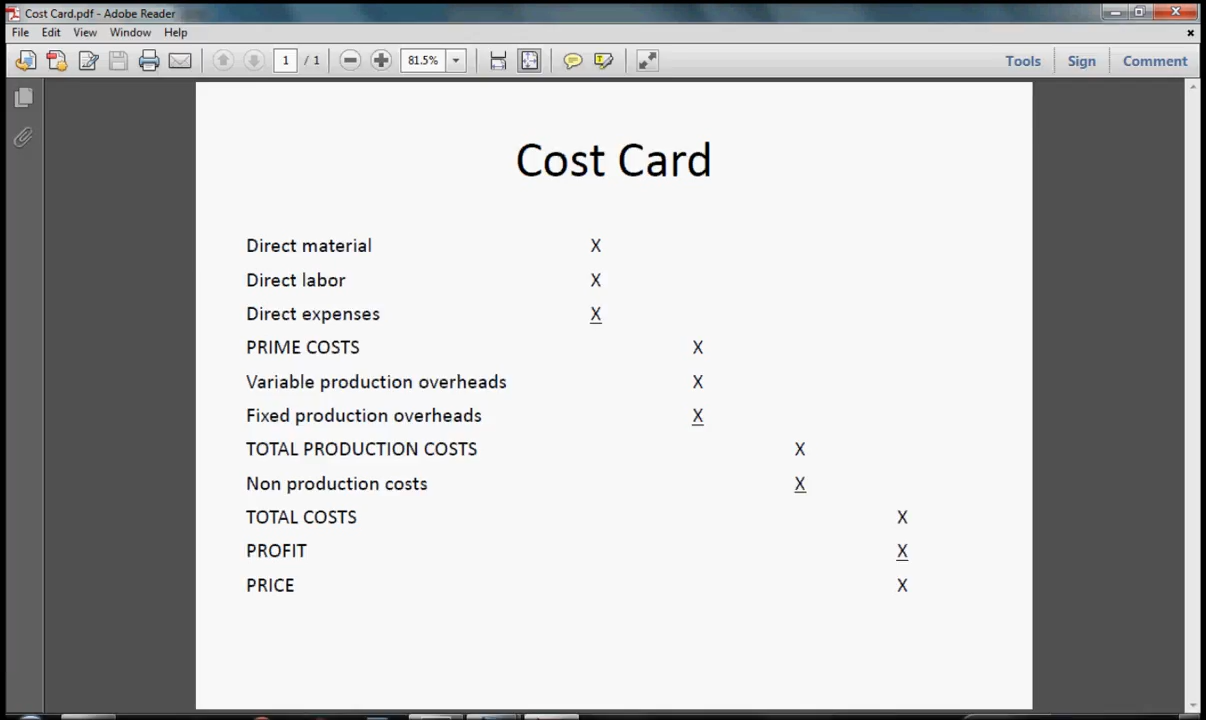 Cost Card.pdf - Adobe Reader
File Edit View Window Help
1 / 1 81.5% Tools Sign Comment
Cost Card
Direct material X
Direct labor X
Direct expenses X
PRIME COSTS X
Variable production overheads X
Fixed production overheads X
TOTAL PRODUCTION COSTS X
Non production costs X
TOTAL COSTS X
PROFIT X
PRICE X